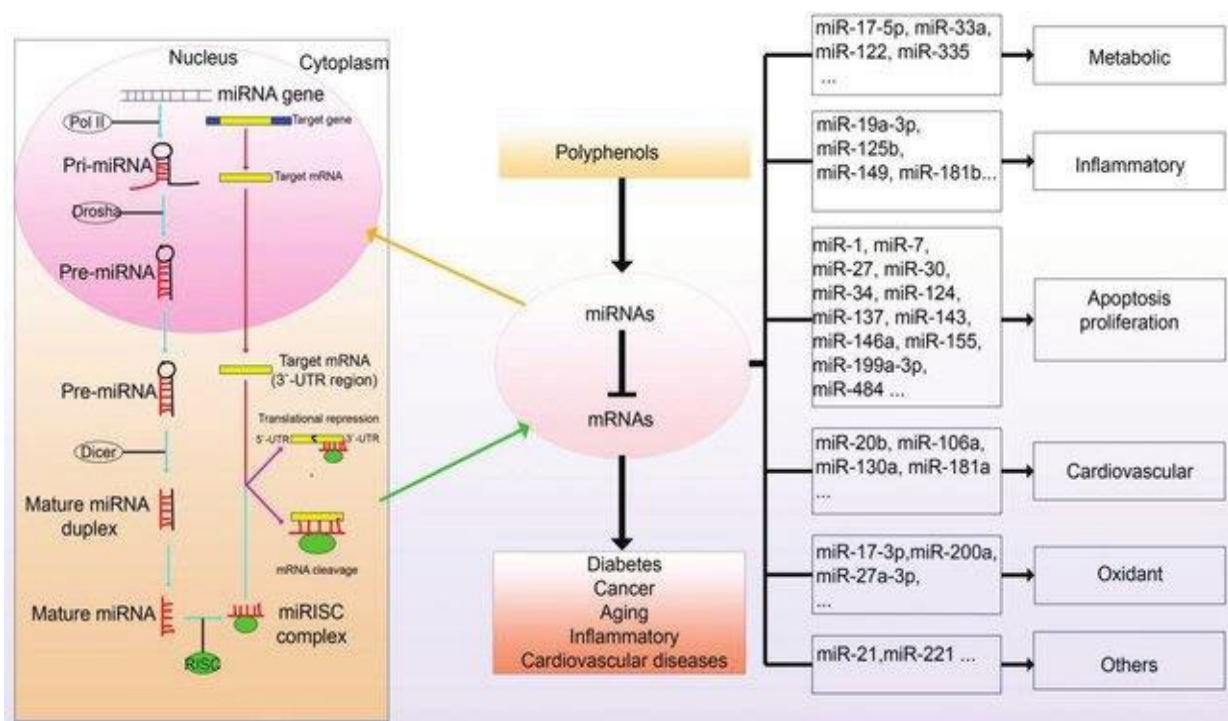 Nucleus
Cytoplasm
miRNA gene
Pol II
Target gene
Pri-miRNA
Target mRNA
Drosha
Pre-miRNA
Pre-miRNA
Target mRNA
(3´-UTR region)
Translational repression
5´-UTR
3´-UTR
Dicer
Mature miRNA
duplex
mRNA cleavage
Mature miRNA
miRISC
complex
RISC
Polyphenols
miRNAs
mRNAs
Diabetes
Cancer
Aging
Inflammatory
Cardiovascular diseases
miR-17-5p, miR-33a,
miR-122, miR-335
...
Metabolic
miR-19a-3p,
miR-125b,
miR-149, miR-181b...
Inflammatory
miR-1, miR-7,
miR-27, miR-30,
miR-34, miR-124,
miR-137, miR-143,
miR-146a, miR-155,
miR-199a-3p,
miR-484 ...
Apoptosis
proliferation
miR-20b, miR-106a,
miR-130a, miR-181a
...
Cardiovascular
miR-17-3p,miR-200a,
miR-27a-3p,
...
Oxidant
miR-21,miR-221 ...
Others